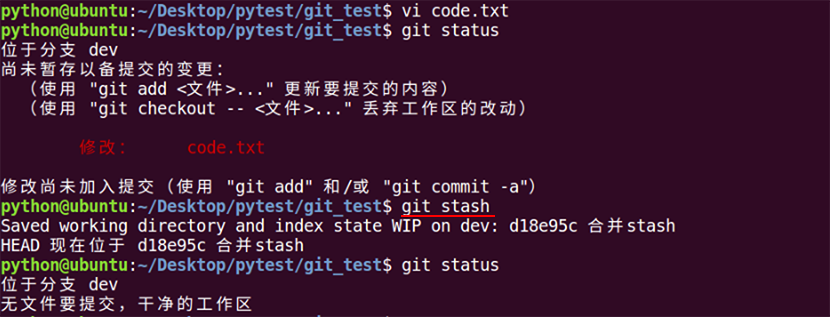 python@ubuntu:~/Desktop/pytest/git_test$ vi code.txt
python@ubuntu:~/Desktop/pytest/git_test$ git status
位于分支 dev
尚未暂存以备提交的变更：
（使用 "git add <文件>..." 更新要提交的内容）
（使用 "git checkout -- <文件>..." 丢弃工作区的改动）
修改： code.txt
修改尚未加入提交（使用 "git add" 和/或 "git commit -a"）
python@ubuntu:~/Desktop/pytest/git_test$ git stash
Saved working directory and index state WIP on dev: d18e95c 合并stash
HEAD 现在位于 d18e95c 合并stash
python@ubuntu:~/Desktop/pytest/git_test$ git status
位于分支 dev
无文件要提交，干净的工作区